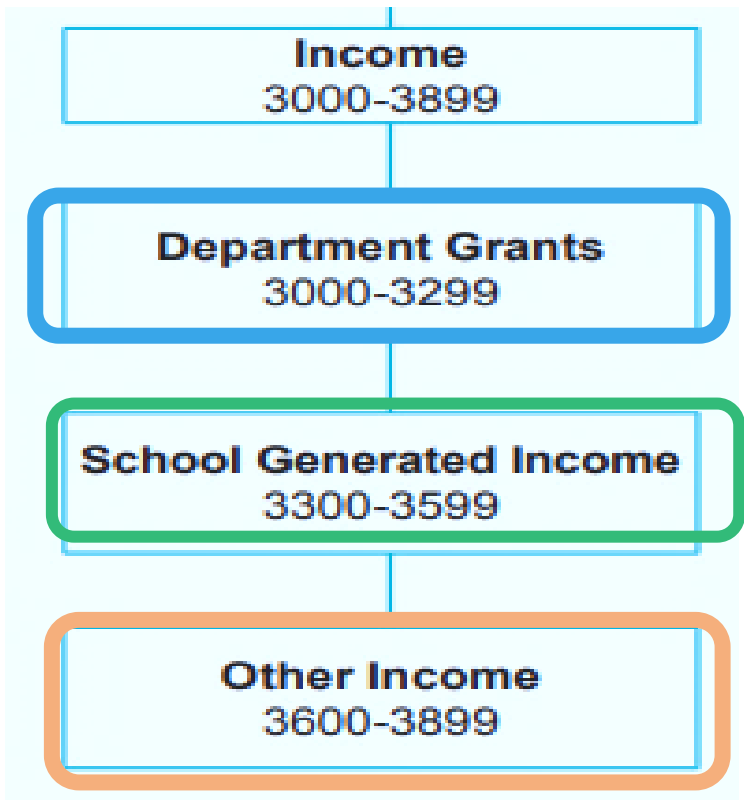 Income
3000-3899
Department Grants
3000-3299
School Generated Income
3300-3599
Other Income
3600-3899